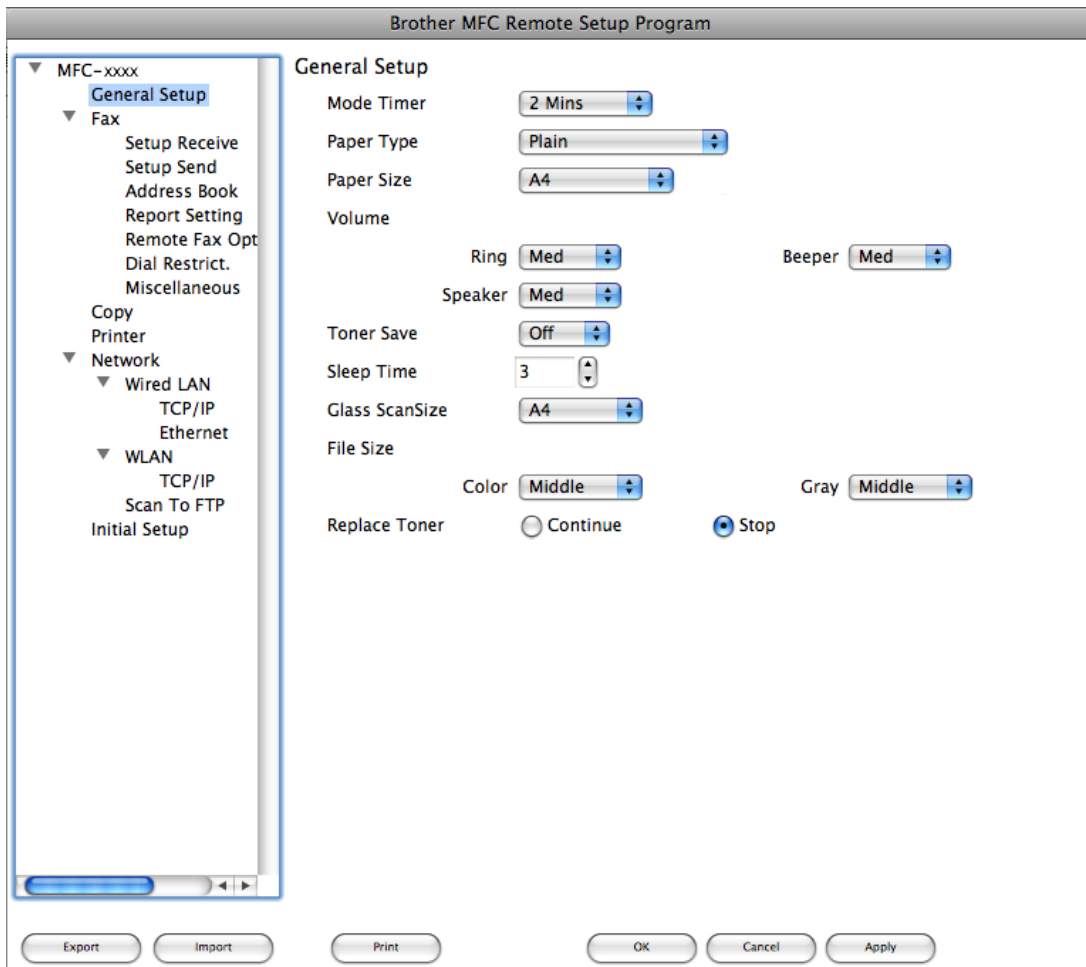 Brother MFC Remote Setup Program
MFC-xxxx
General Setup
Fax
Setup Receive
Setup Send
Address Book
Report Setting
Remote Fax Opt
Dial Restrict.
Miscellaneous
Copy
Printer
Network
Wired LAN
TCP/IP
Ethernet
WLAN
TCP/IP
Scan To FTP
Initial Setup
General Setup
Mode Timer 2 Mins
Paper Type Plain
Paper Size A4
Volume
Ring Med Beeper Med
Speaker Med
Toner Save Off
Sleep Time 3
Glass ScanSize A4
File Size
Color Middle Gray Middle
Replace Toner Continue Stop
Export Import Print OK Cancel Apply